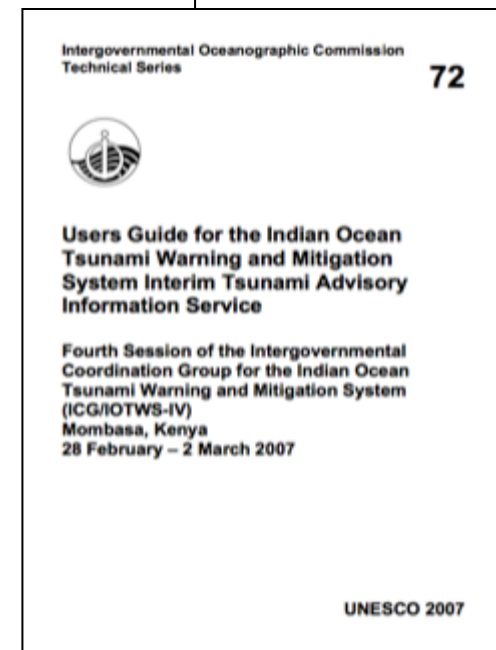 Intergovernmental Oceanographic Commission
Technical Series
72
Users Guide for the Indian Ocean
Tsunami Warning and Mitigation
System Interim Tsunami Advisory
Information Service
Fourth Session of the Intergovernmental
Coordination Group for the Indian Ocean
Tsunami Warning and Mitigation System
(ICG/IOTWS-IV)
Mombasa, Kenya
28 February – 2 March 2007
UNESCO 2007